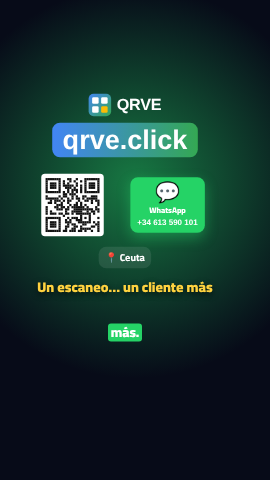 QRVE
qrve.click
WhatsApp
+34 613 590 101
Ceuta
Un escaneo... un cliente más
más.